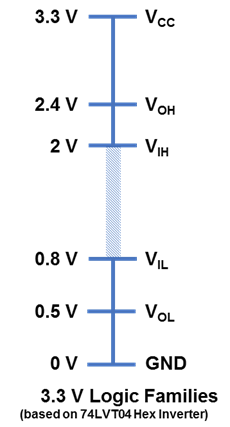 3.3 V VCC
2.4 V VOH
2 V VIH
0.8 V VIL
0.5 V VOL
0 V GND
3.3 V Logic Families
(based on 74LVT04 Hex Inverter)